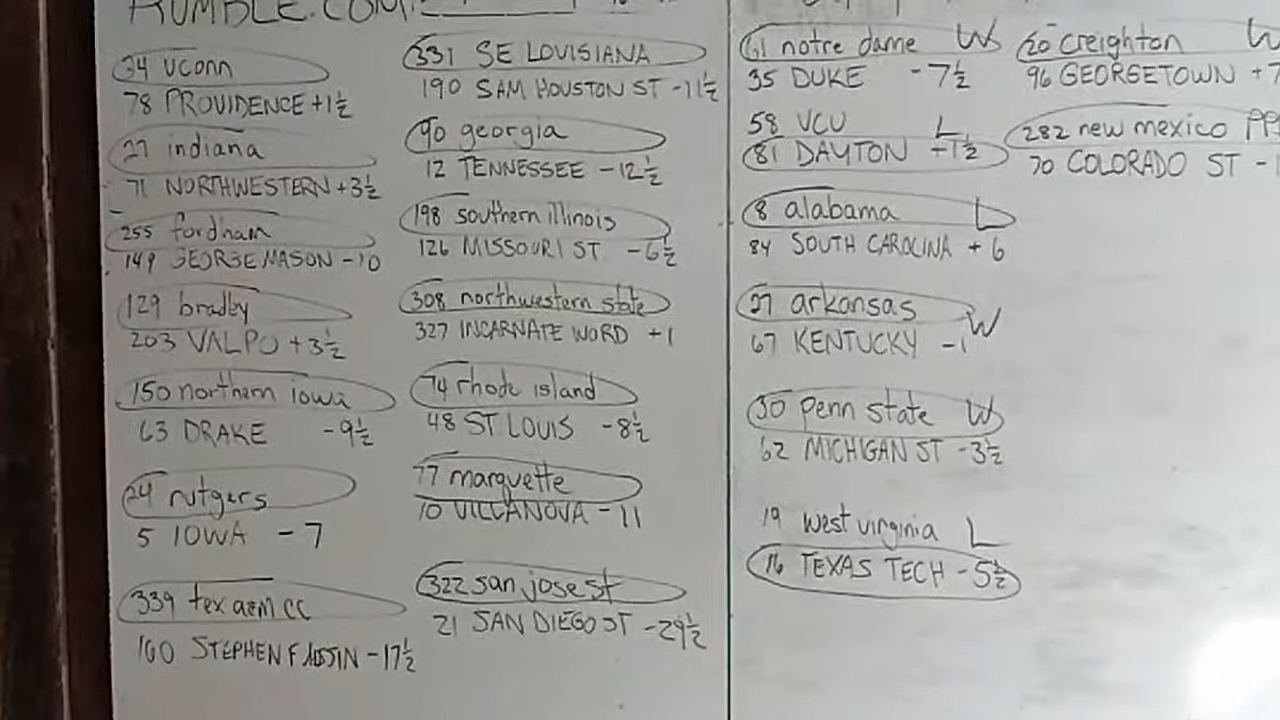 RUMBLE.COM
34 uconn
78 PROVIDENCE +1½
27 indiana
71 NORTHWESTERN +3½
255 fordham
149 GEORGE MASON -10
129 bradley
203 VALPO +3½
150 northern iowa
63 DRAKE -9½
24 rutgers
5 IOWA -7
339 tex a&m cc
160 STEPHEN F AUSTIN -17½
331 SE LOUISIANA
190 SAM HOUSTON ST -11½
90 georgia
12 TENNESSEE -12½
198 southern illinois
126 MISSOURI ST -6½
308 northwestern state
327 INCARNATE WORD +1
74 rhode island
48 ST LOUIS -8½
77 marquette
10 VILLANOVA -11
322 san jose st
21 SAN DIEGO ST -29½
61 notre dame W
35 DUKE -7½
58 VCU L
81 DAYTON +1½
8 alabama L
84 SOUTH CAROLINA +6
27 arkansas W
67 KENTUCKY -1
30 penn state W
62 MICHIGAN ST -3½
19 west virginia L
16 TEXAS TECH -5½
20 creighton W
96 GEORGETOWN +7
282 new mexico PP
70 COLORADO ST -1